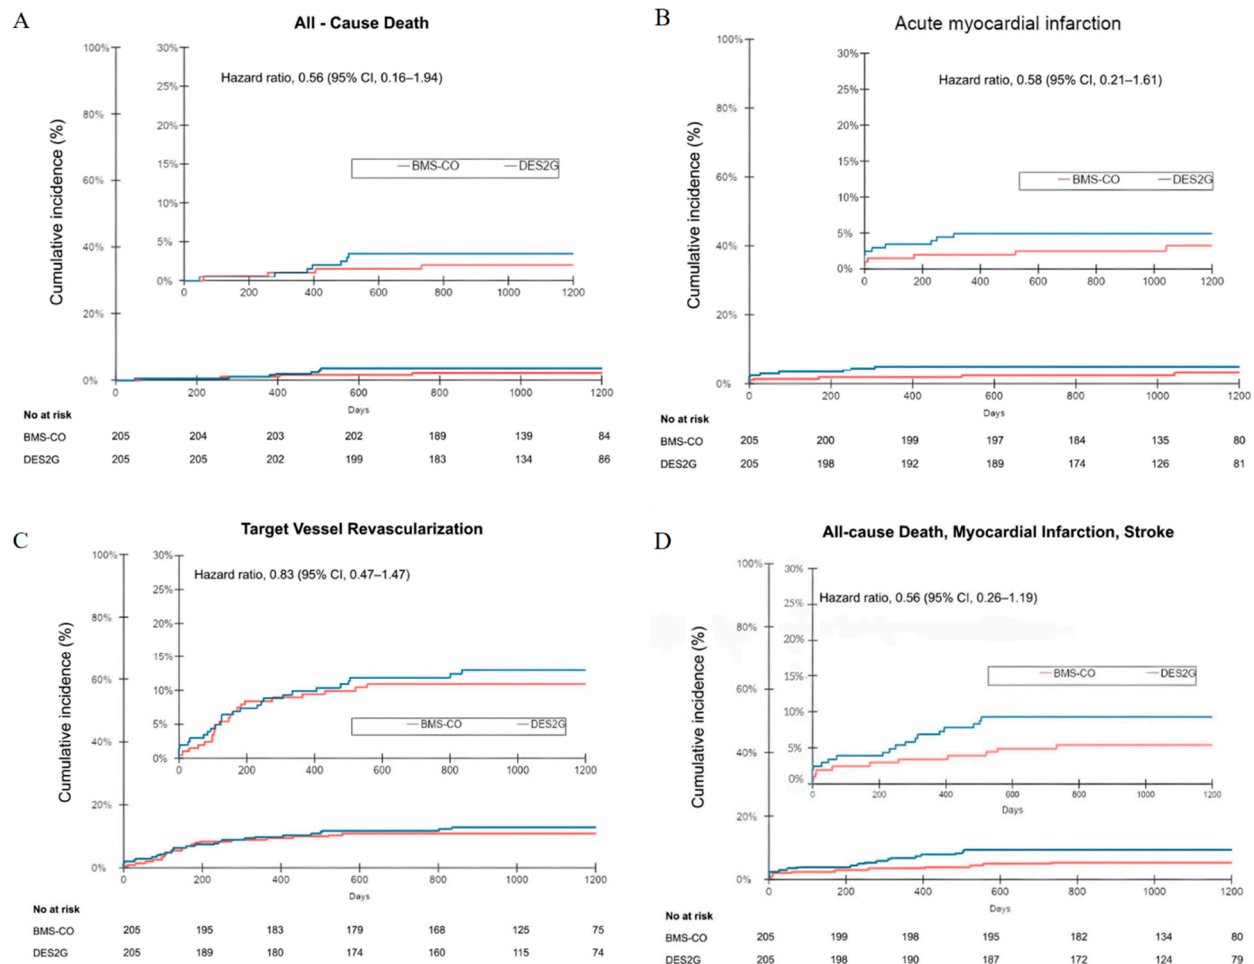 A
All - Cause Death
Cumulative incidence (%)
100%
80%
60%
40%
20%
0%
30%
25%
20%
15%
10%
5%
0%
Hazard ratio, 0.56 (95% CI, 0.16–1.94)
BMS-CO DES2G
0 200 400 600 800 1000 1200
0 200 400 600 800 1000 1200
Days
No at risk
BMS-CO 205 204 203 202 189 139 84
DES2G 205 205 202 199 183 134 86
B
Acute myocardial infarction
Cumulative incidence (%)
100%
80%
60%
40%
20%
0%
30%
25%
20%
15%
10%
5%
0%
Hazard ratio, 0.58 (95% CI, 0.21–1.61)
BMS-CO DES2G
0 200 400 600 800 1000 1200
0 200 400 600 800 1000 1200
Days
No at risk
BMS-CO 205 200 199 197 184 135 80
DES2G 205 198 192 189 174 126 81
C
Target Vessel Revascularization
Cumulative incidence (%)
100%
80%
60%
40%
20%
0%
30%
25%
20%
15%
10%
5%
0%
Hazard ratio, 0.83 (95% CI, 0.47–1.47)
BMS-CO DES2G
0 200 400 600 800 1000 1200
0 200 400 600 800 1000 1200
Days
No at risk
BMS-CO 205 195 183 179 168 125 75
DES2G 205 189 180 174 160 115 74
D
All-cause Death, Myocardial Infarction, Stroke
Cumulative incidence (%)
100%
80%
60%
40%
20%
0%
30%
25%
20%
15%
10%
5%
0%
Hazard ratio, 0.56 (95% CI, 0.26–1.19)
BMS-CO DES2G
0 200 400 600 800 1000 1200
Days
0 200 400 600 800 1000 1200
Days
No at risk
BMS-CO 205 199 198 195 182 134 80
DES2G 205 198 190 187 172 124 79